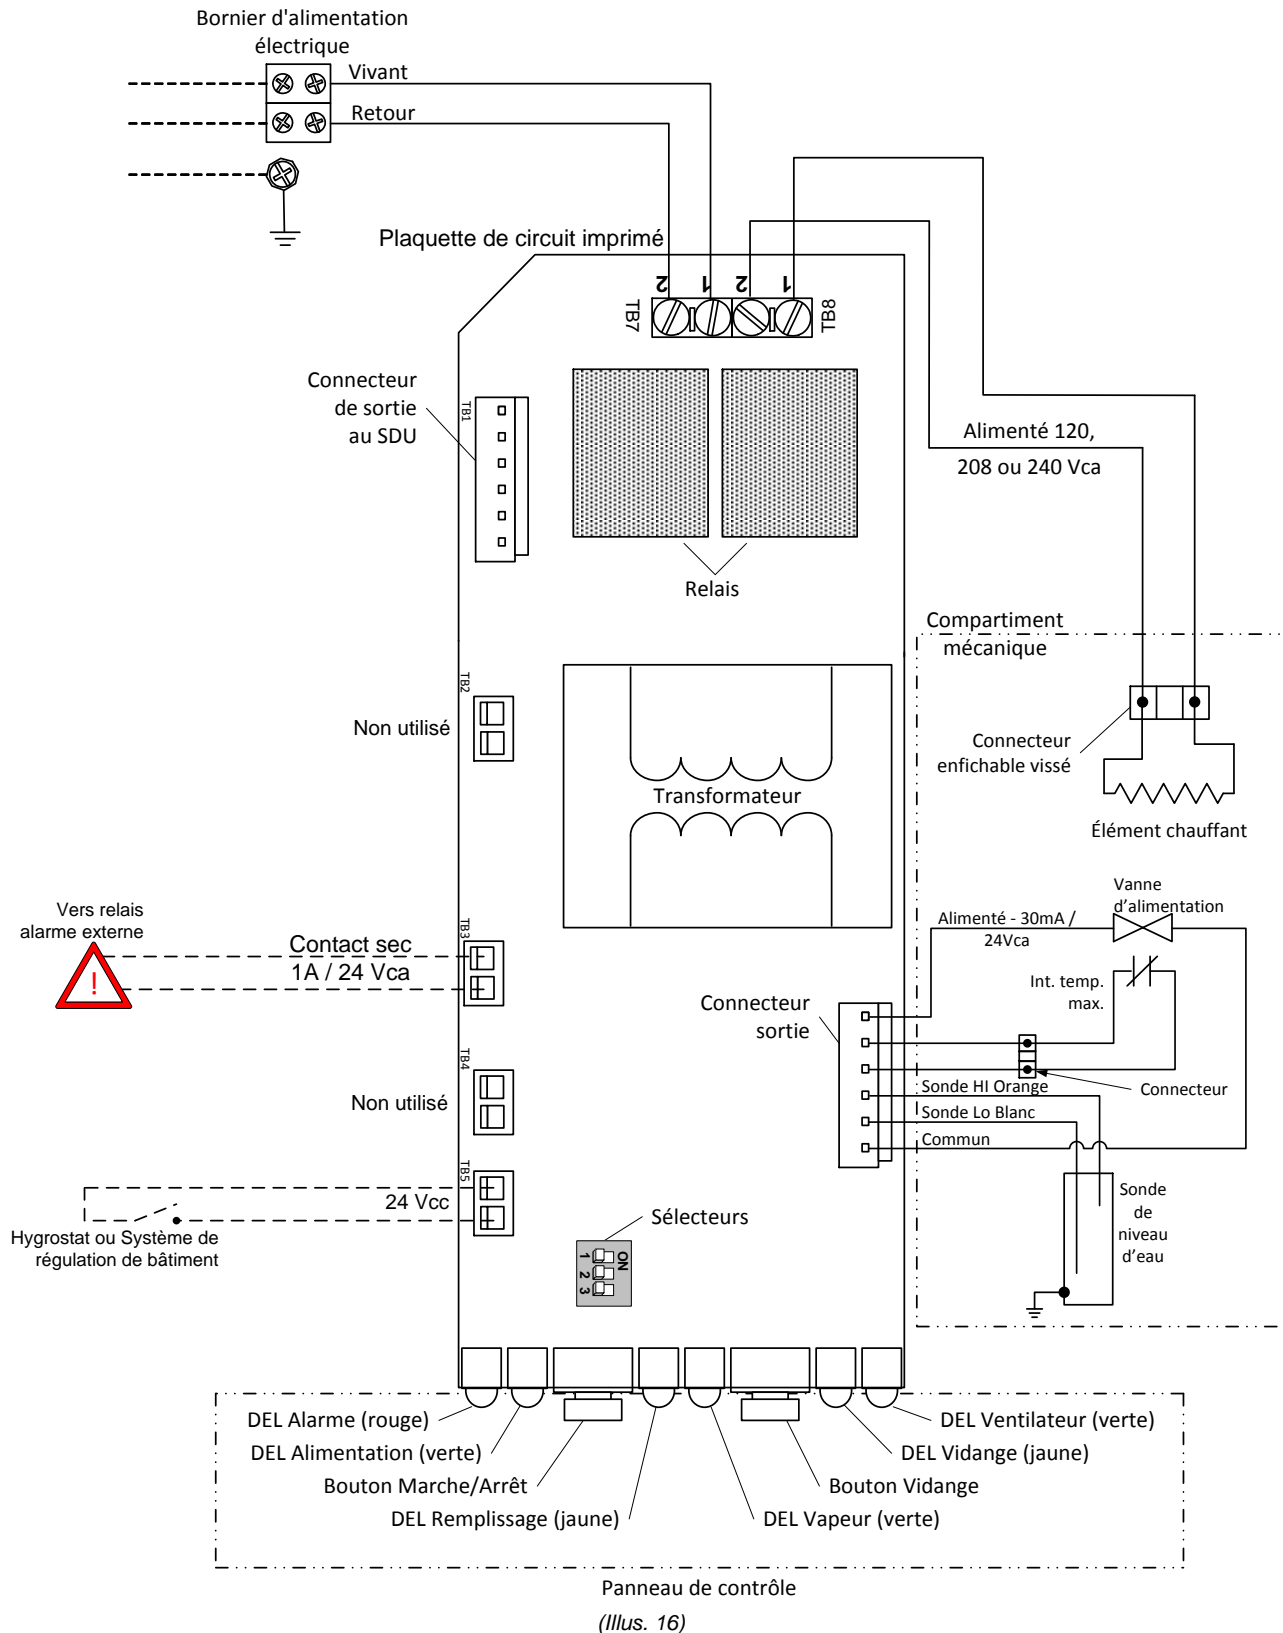 Bornier d'alimentation
électrique
Vivant
Retour
Plaquette de circuit imprimé
2
1
2
1
TB7
TB8
Connecteur
de sortie
au SDU
TB1
Alimenté 120,
208 ou 240 Vca
Relais
Compartiment
mécanique
TB2
Non utilisé
Connecteur
enfichable vissé
Transformateur
Élément chauffant
Vers relais
alarme externe
!
Contact sec
1A / 24 Vca
TB3
Vanne
d'alimentation
Alimenté - 30mA /
24Vca
Int. temp.
max.
Connecteur
sortie
TB4
Non utilisé
Connecteur
Sonde HI Orange
Sonde Lo Blanc
Commun
TB5
24 Vcc
Hygrostat ou Système de
régulation de bâtiment
Sélecteurs
ON
1
2
3
Sonde
de
niveau
d'eau
DEL Alarme (rouge)
DEL Ventilateur (verte)
DEL Alimentation (verte)
DEL Vidange (jaune)
Bouton Marche/Arrêt
Bouton Vidange
DEL Remplissage (jaune)
DEL Vapeur (verte)
Panneau de contrôle
(Illus. 16)